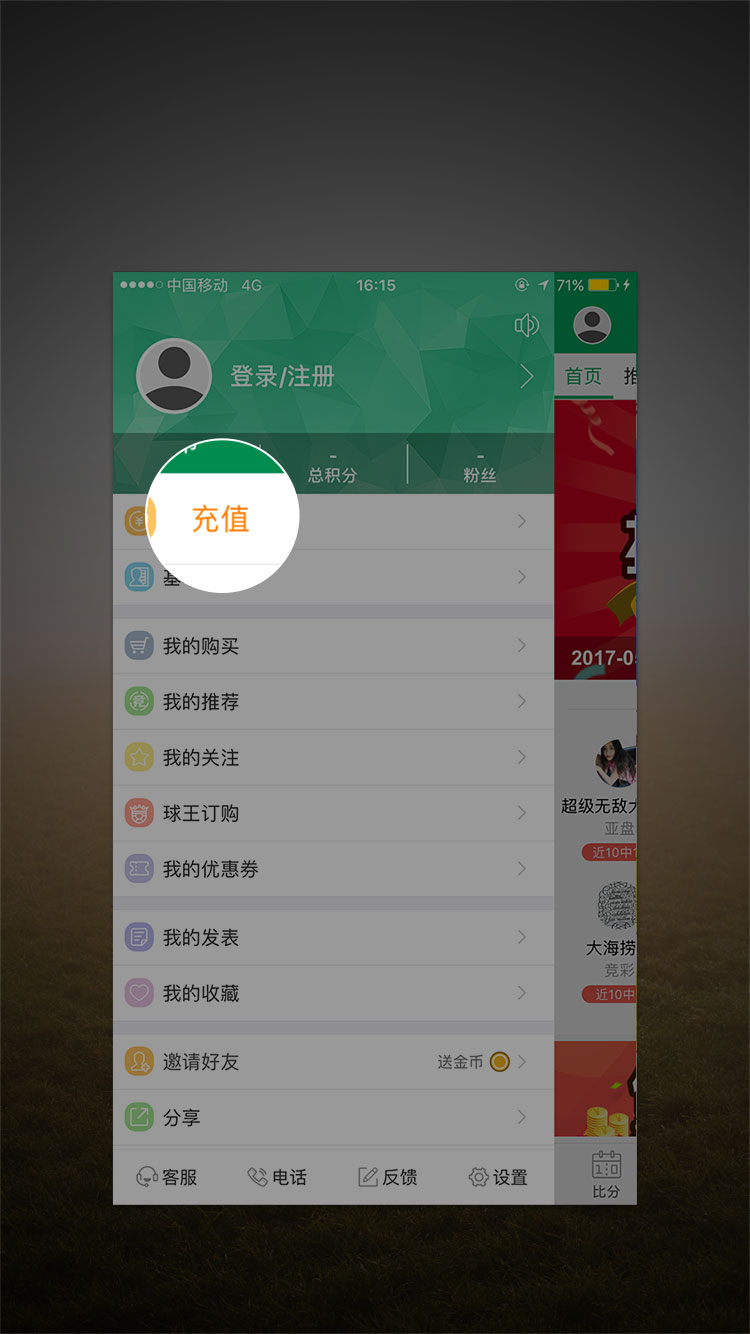 中国移动 4G 16:15 71%
登录/注册
首页 推
- -
总积分 粉丝
充值
基
我的购买
2017-0
我的推荐
我的关注
球王订购
超级无敌大
亚盘
近10中
我的优惠券
我的发表
大海捞
竞彩
我的收藏
近10中
邀请好友 送金币
分享
客服 电话 反馈 设置
比分